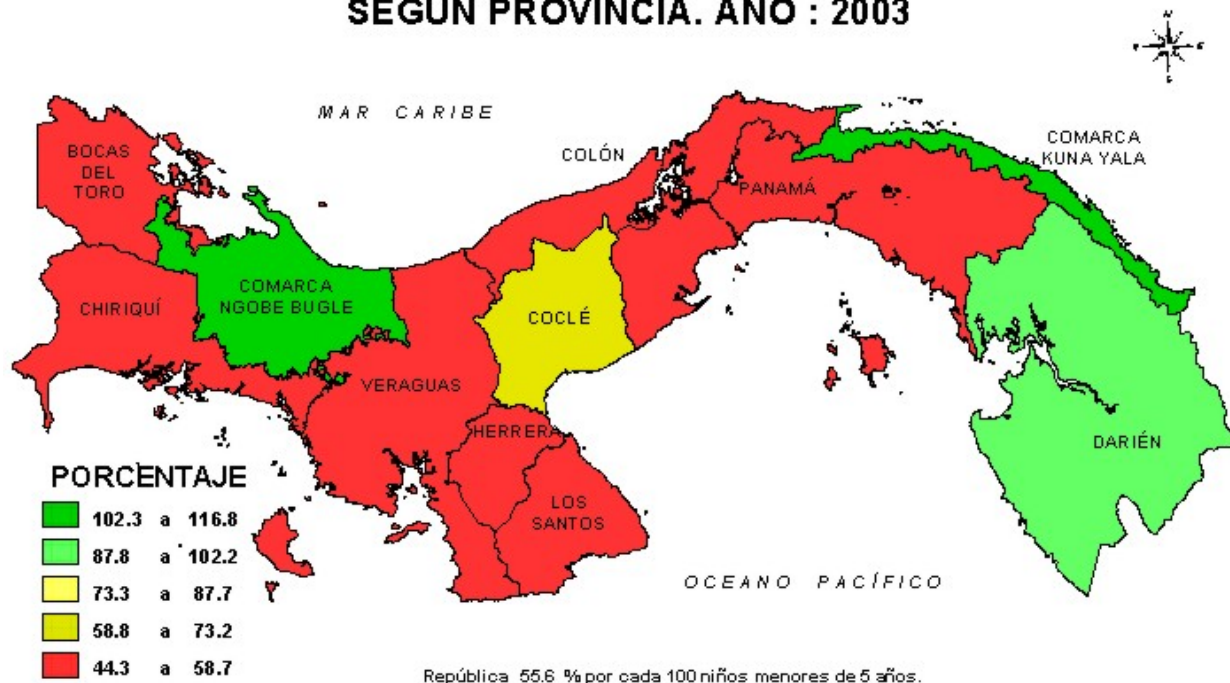 SEGÚN PROVINCIA. AÑO : 2003
N
S
MAR CARIBE
BOCAS
DEL
TORO
COLÓN
COMARCA
KUNA YALA
PANAMÁ
CHIRIQUÍ
COMARCA
NGOBE BUGLE
COCLÉ
VERAGUAS
HERRERA
DARIÉN
LOS
SANTOS
OCEANO PACÍFICO
PORCENTAJE
102.3 a 116.8
87.8 a 102.2
73.3 a 87.7
58.8 a 73.2
44.3 a 58.7
República 55.6 % por cada 100 niños menores de 5 años.